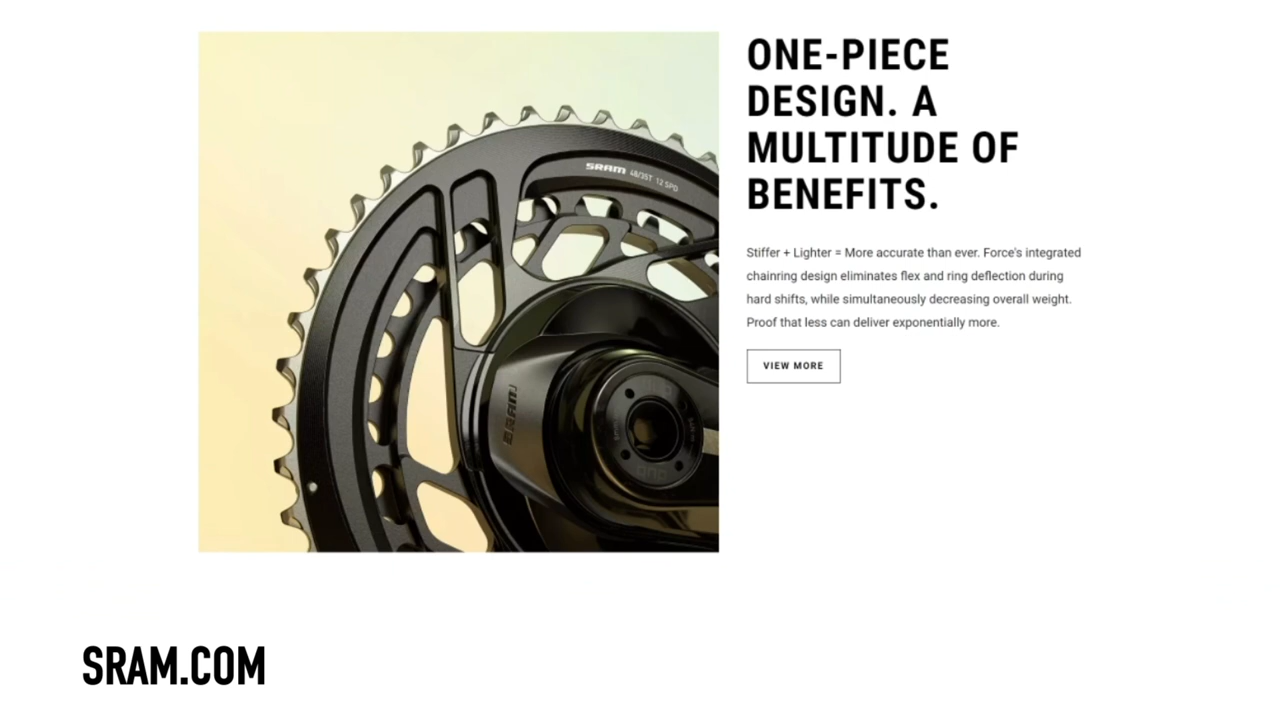 ONE-PIECE
DESIGN. A
MULTITUDE OF
BENEFITS.
SRAM 48/35T 12 SPD
Stiffer + Lighter = More accurate than ever. Force's integrated
chainring design eliminates flex and ring deflection during
hard shifts, while simultaneously decreasing overall weight.
Proof that less can deliver exponentially more.
VIEW MORE
SRAM
SRAM.COM